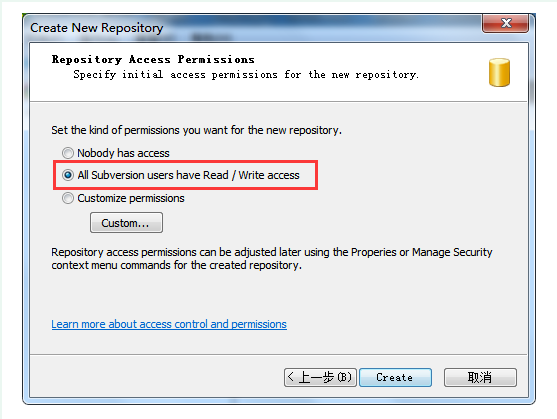 Create New Repository
Repository Access Permissions
Specify initial access permissions for the new repository.
Set the kind of permissions you want for the new repository.
Nobody has access
All Subversion users have Read / Write access
Customize permissions
Custom...
Repository access permissions can be adjusted later using the Properies or Manage Security
context menu commands for the created repository.
Learn more about access control and permissions
< 上一步(B)
Create
取消